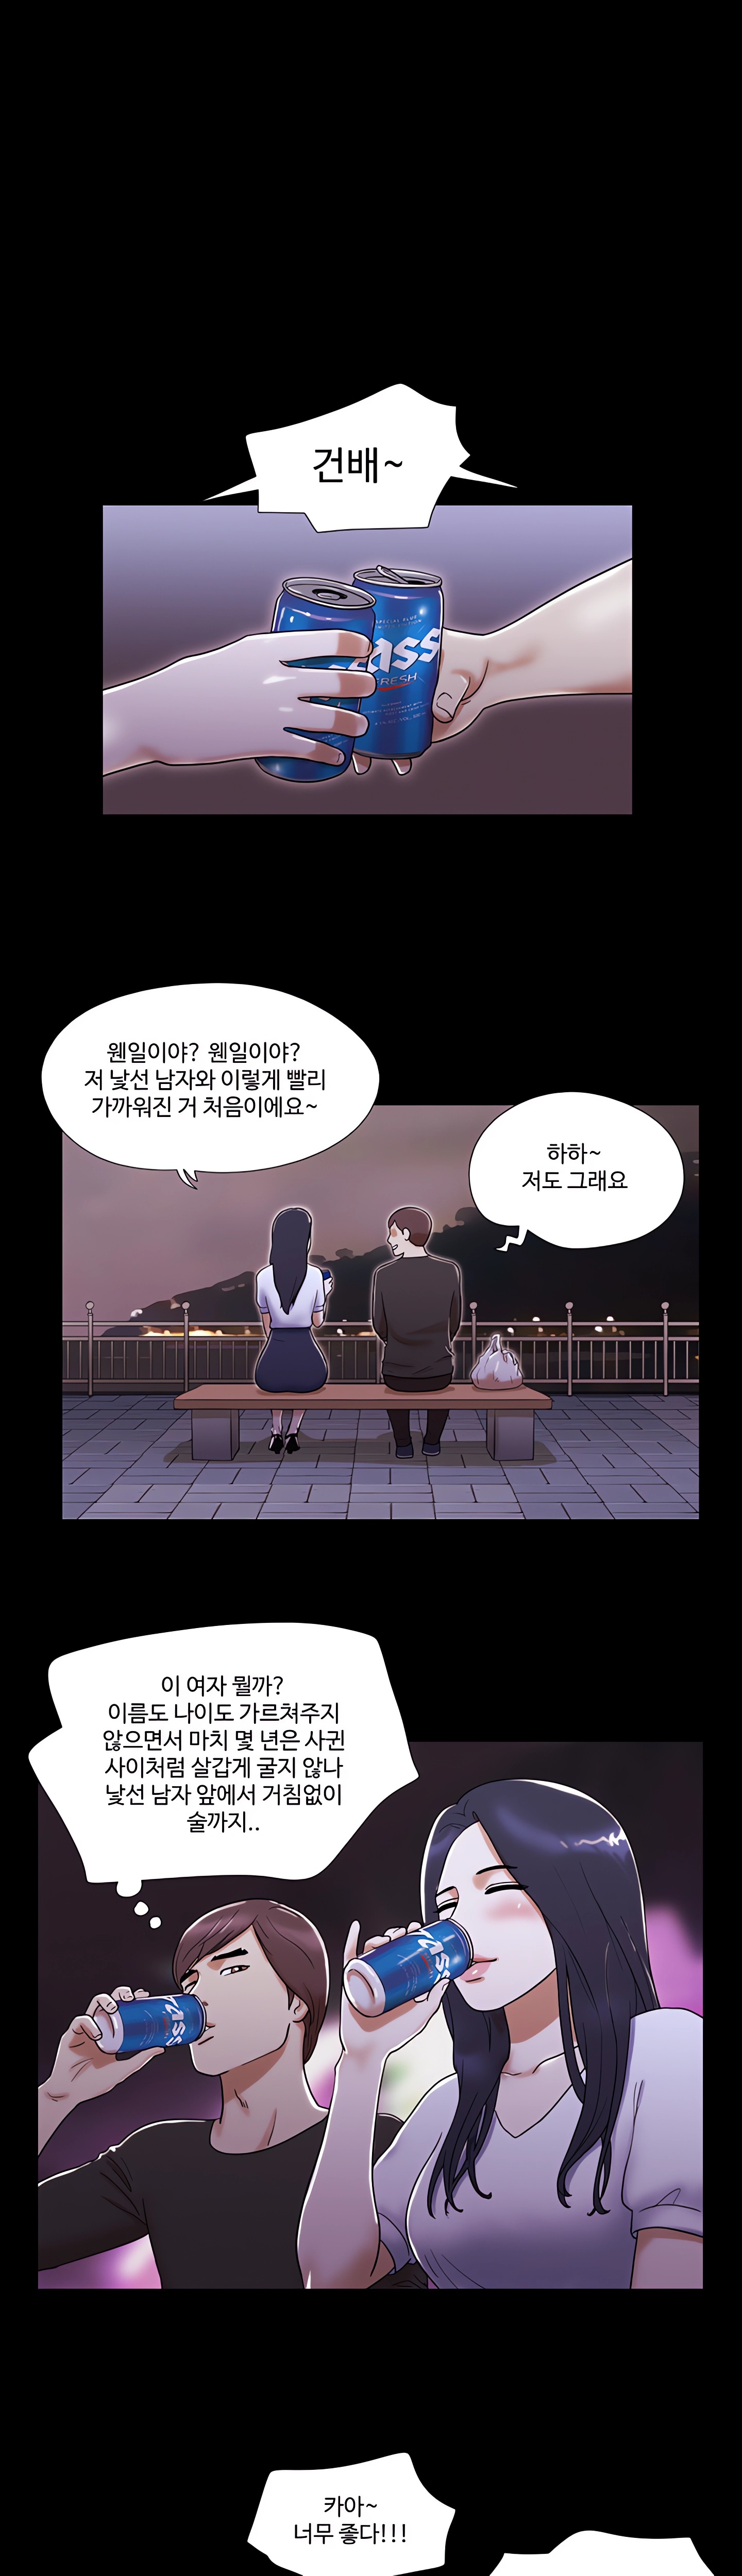 건배~
ass
ass
FRESH
웬일이야? 웬일이야?
저 낯선 남자와 이렇게 빨리
가까워진 거 처음이에요~
하하~
저도 그래요
이 여자 뭘까?
이름도 나이도 가르쳐주지
않으면서 마치 몇 년은 사귄
사이처럼 살갑게 굴지 않나
낯선 남자 앞에서 거침없이
술까지..
ass
ass
카아~
너무 좋다!!!